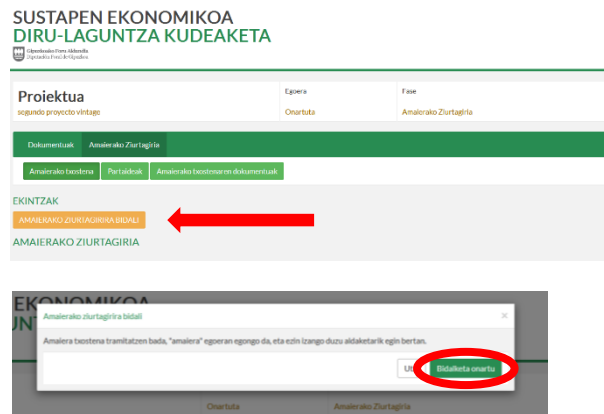 SUSTAPEN EKONOMIKOA
DIRU-LAGUNTZA KUDEAKETA
Gipuzkoako Foru Aldundia
Diputación Foral de Gipuzkoa
Proiektua
segundo proyecto vintage
Egoera
Onartuta
Fase
Amaierako Ziurtagiria
Dokumentuak Amaierako Ziurtagiria
Amaierako txostena Partaideak Amaierako txostenaren dokumentuak
EKINTZAK
AMAIERAKO ZIURTAGIRIRA BIDALI
AMAIERAKO ZIURTAGIRIA
EKONOMIKOA
Amaierako ziurtagirira bidali ×
Amaiera txostena tramitatzen bada, "amaiera" egoeran egongo da, eta ezin izango duzu aldaketarik egin bertan.
Bidalketa onartu
Onartuta Amaierako Ziurtagiria